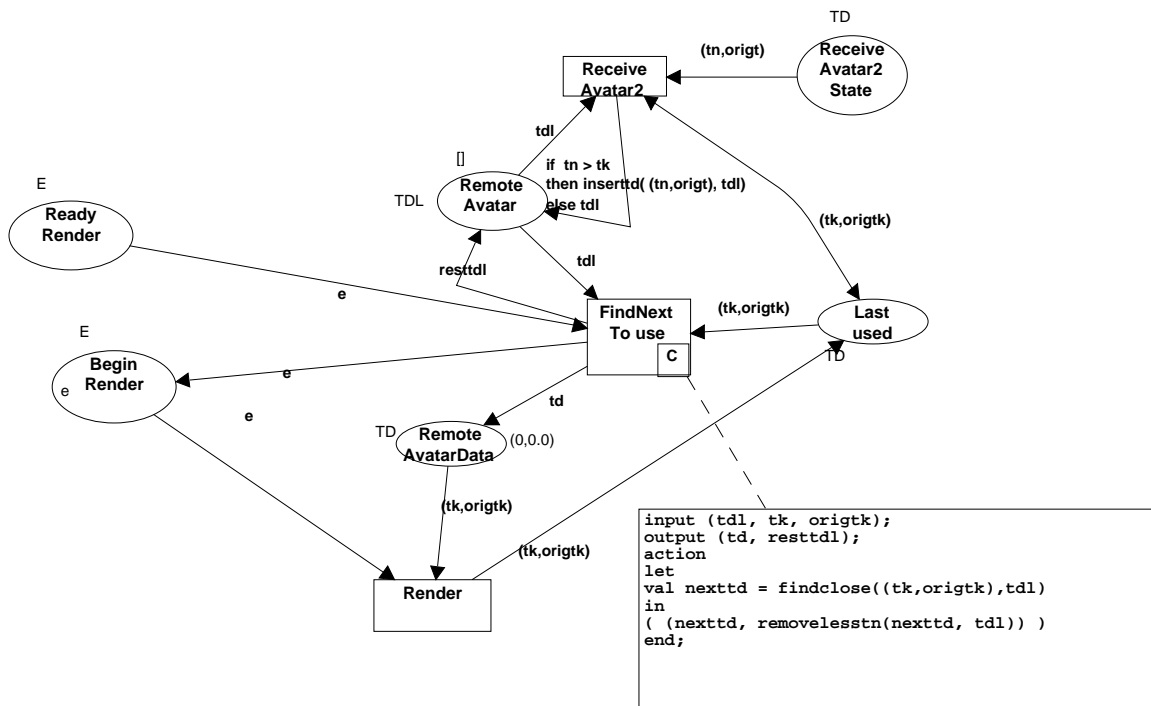 TD
Receive
Avatar2
State
(tn,origt)
Receive
Avatar2
tdl
[]
if tn > tk
then inserttd( (tn,origt), tdl)
else tdl
TDL
Remote
Avatar
E
Ready
Render
(tk,origtk)
tdl
resttdl
e
FindNext
To use
C
(tk,origtk)
Last
used
TD
E
Begin
Render
e
e
e
td
TD
Remote
AvatarData
(0,0.0)
(tk,origtk)
(tk,origtk)
Render
input (tdl, tk, origtk);
output (td, resttdl);
action
let
val nexttd = findclose((tk,origtk),tdl)
in
( (nexttd, removelesstn(nexttd, tdl)) )
end;